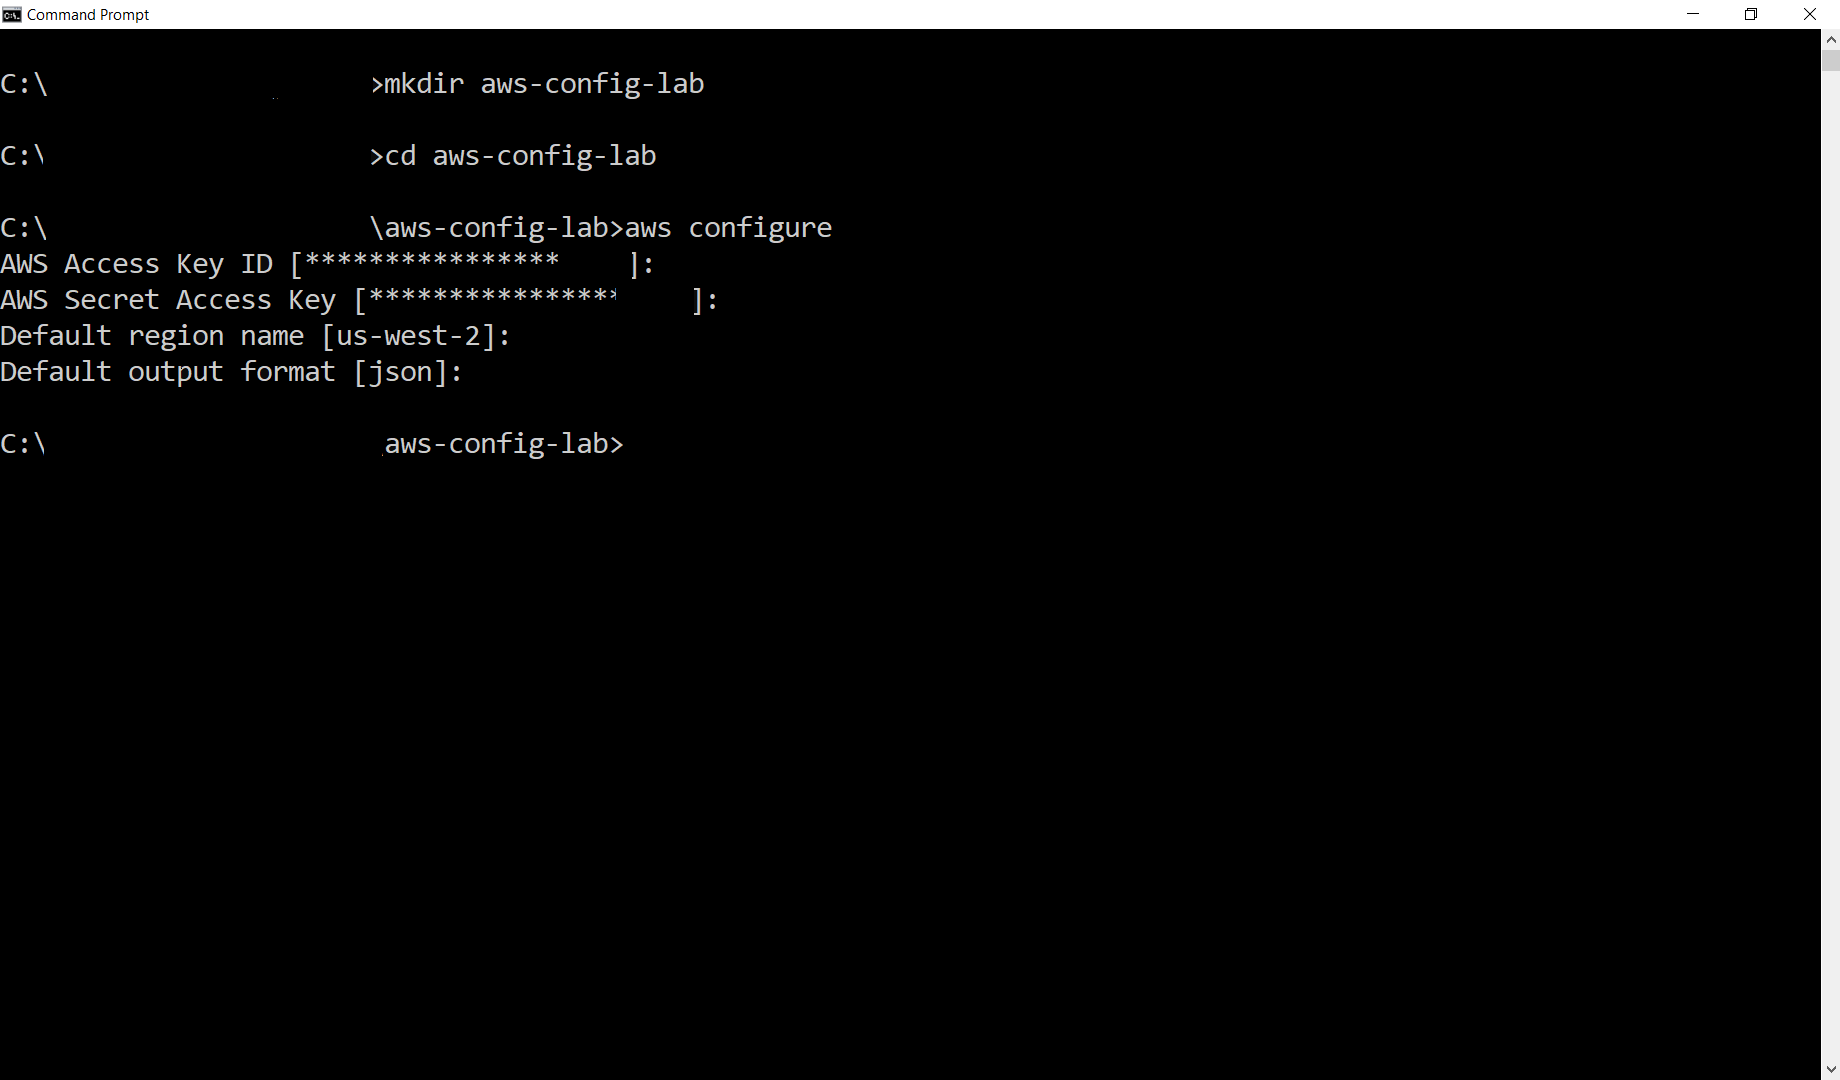 Command Prompt
C:\ >mkdir aws-config-lab
C:\ >cd aws-config-lab
C:\ \aws-config-lab>aws configure
AWS Access Key ID [**************** ]:
AWS Secret Access Key [**************** ]:
Default region name [us-west-2]:
Default output format [json]:
C:\ aws-config-lab>